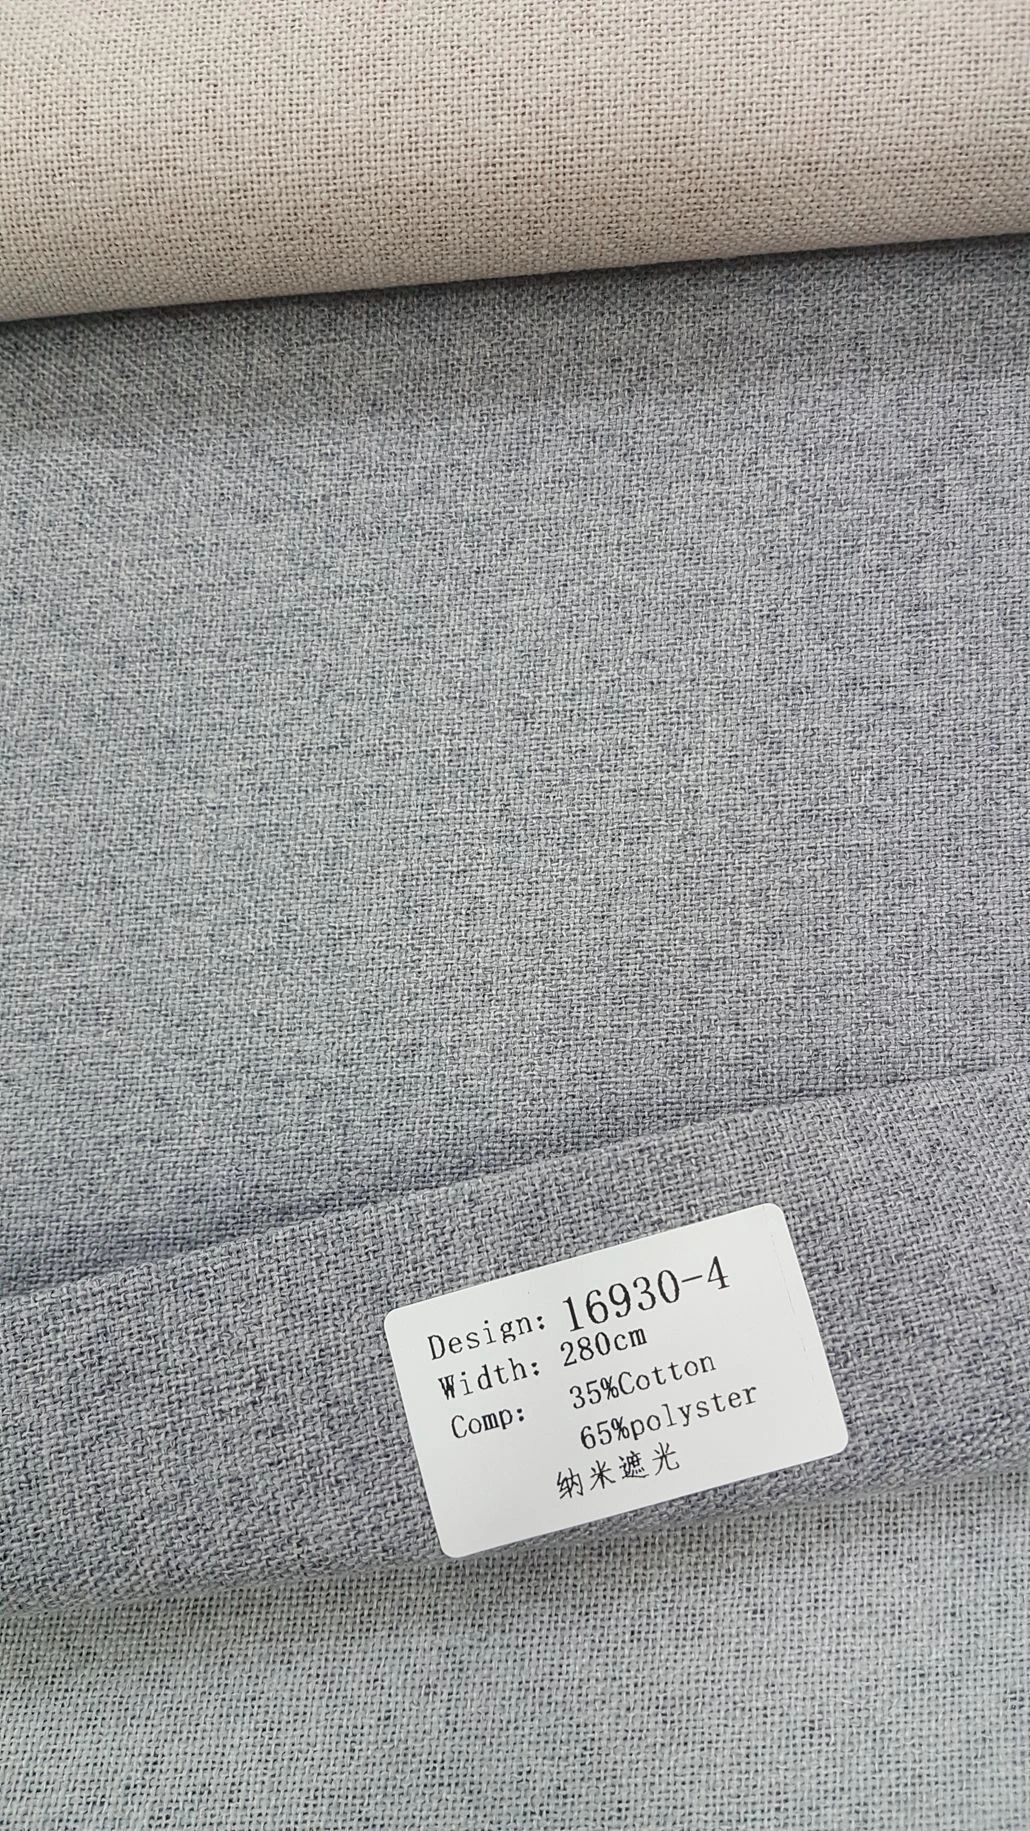 Design: 16930-4
Width: 280cm
Comp: 35%Cotton
65%polyster
纳米遮光